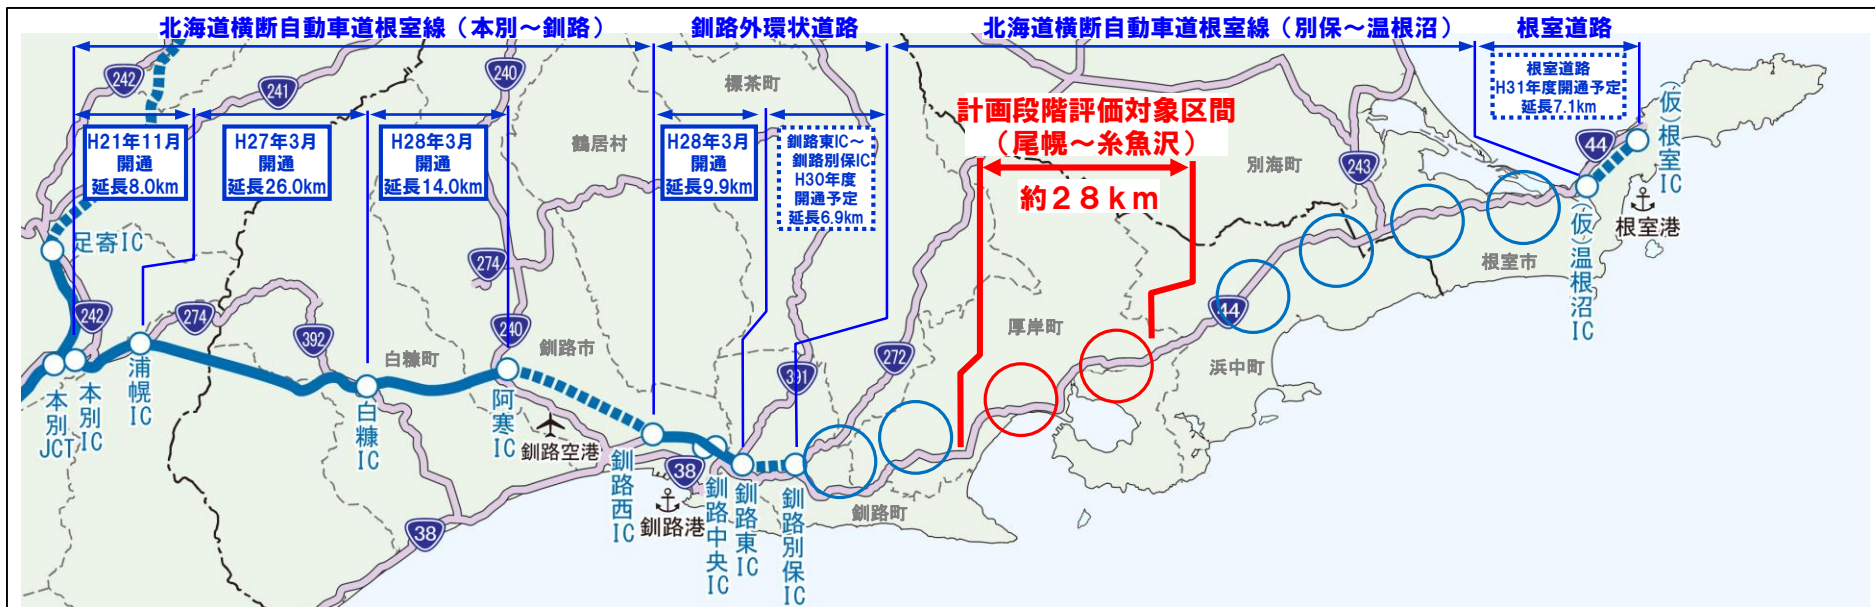 北海道横断自動車道根室線（本別～釧路）
釧路外環状道路
北海道横断自動車道根室線（別保～温根沼）
根室道路
H21年11月
開通
延長8.0km
H27年3月
開通
延長26.0km
H28年3月
開通
延長14.0km
H28年3月
開通
延長9.9km
釧路東IC～
釧路別保IC
H30年度
開通予定
延長6.9km
計画段階評価対象区間
（尾幌～糸魚沢）
約２８ｋｍ
根室道路
H31年度開通予定
延長7.1km
242
241
240
標茶町
鶴居村
別海町
243
44
(仮)根室IC
根室港
(仮)温根沼IC
根室市
足寄IC
242
274
392
274
240
白糠町
釧路市
272
391
厚岸町
44
浜中町
本別JCT
本別IC
浦幌IC
白糠IC
阿寒IC
釧路空港
釧路西IC
38
釧路港
釧路中央IC
釧路東IC
釧路別保IC
釧路町
38